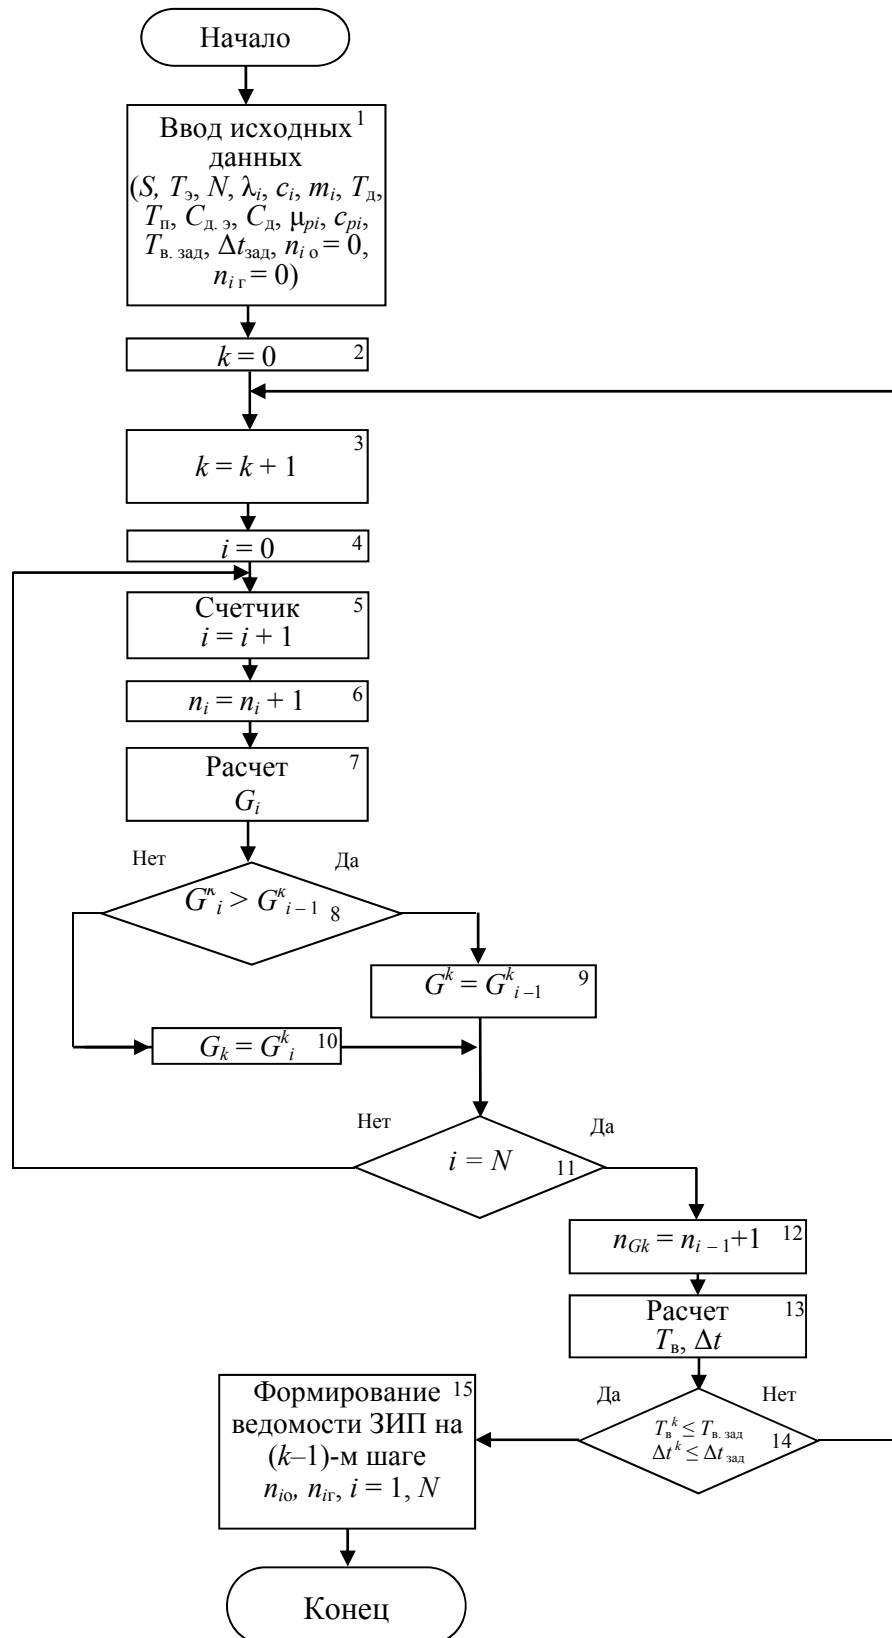 Начало
1
Ввод исходных
данных
(S, Tэ, N, λi, ci, mi, Tд,
Tп, Cд. э, Cд, μpi, cpi,
Tв. зад, Δtзад, ni о = 0,
ni г = 0)
2
k = 0
3
k = k + 1
4
i = 0
Счетчик 5
i = i + 1
6
ni = ni + 1
Расчет 7
Gi
Нет Да
Gкi > Gкi – 1 8
Gk = Gki –1 9
Gk = Gki 10
Нет Да
i = N 11
nGk = ni – 1+1 12
Расчет 13
Tв, Δt
Да Нет
Tвk ≤ Tв. зад
Δtk ≤ Δtзад 14
Формирование 15
ведомости ЗИП на
(k–1)-м шаге
niо, niг, i = 1, N
Конец